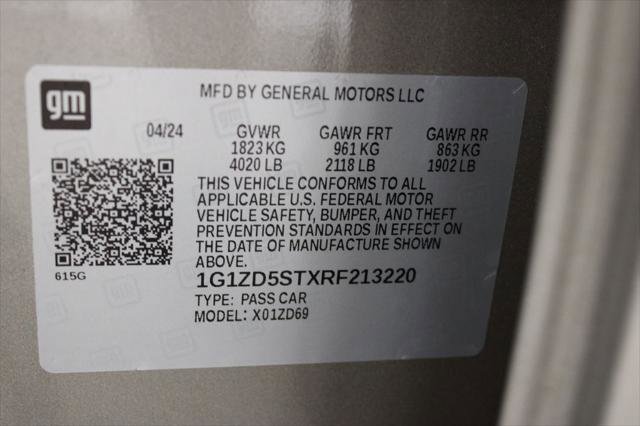 gm
MFD BY GENERAL MOTORS LLC
04/24 GVWR GAWR FRT GAWR RR
1823 KG 961 KG 863 KG
4020 LB 2118 LB 1902 LB
THIS VEHICLE CONFORMS TO ALL
APPLICABLE U.S. FEDERAL MOTOR
VEHICLE SAFETY, BUMPER, AND THEFT
PREVENTION STANDARDS IN EFFECT ON
THE DATE OF MANUFACTURE SHOWN
ABOVE.
615G
1G1ZD5STXRF213220
TYPE: PASS CAR
MODEL: X01ZD69